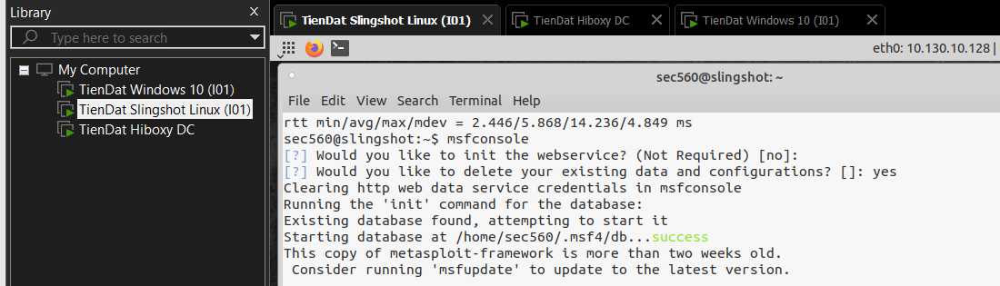 Library
Type here to search
My Computer
TienDat Windows 10 (I01)
TienDat Slingshot Linux (I01)
TienDat Hiboxy DC
TienDat Slingshot Linux (I01)
TienDat Hiboxy DC
TienDat Windows 10 (I01)
eth0: 10.130.10.128|
sec560@slingshot: ~
File Edit View Search Terminal Help
rtt min/avg/max/mdev = 2.446/5.868/14.236/4.849 ms
sec560@slingshot:~$ msfconsole
[?] Would you like to init the webservice? (Not Required) [no]:
[?] Would you like to delete your existing data and configurations? []: yes
Clearing http web data service credentials in msfconsole
Running the 'init' command for the database:
Existing database found, attempting to start it
Starting database at /home/sec560/.msf4/db...success
This copy of metasploit-framework is more than two weeks old.
Consider running 'msfupdate' to update to the latest version.